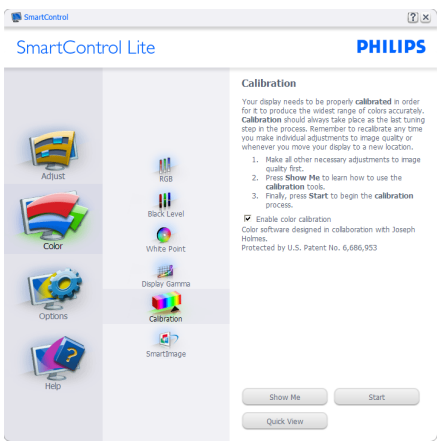 SmartControl
SmartControl Lite
PHILIPS
Adjust
Color
Options
Help
RGB
Black Level
White Point
Display Gamma
Calibration
SmartImage
Calibration
Your display needs to be properly calibrated in order
for it to produce the widest range of colors accurately.
Calibration should always take place as the last tuning
step in the process. Remember to recalibrate any time
you make individual adjustments to image quality or
whenever you move your display to a new location.
1. Make all other necessary adjustments to image
quality first.
2. Press Show Me to learn how to use the
calibration tools.
3. Finally, press Start to begin the calibration
process.
Enable color calibration
Color software designed in collaboration with Joseph
Holmes.
Protected by U.S. Patent No. 6,686,953
Show Me
Start
Quick View